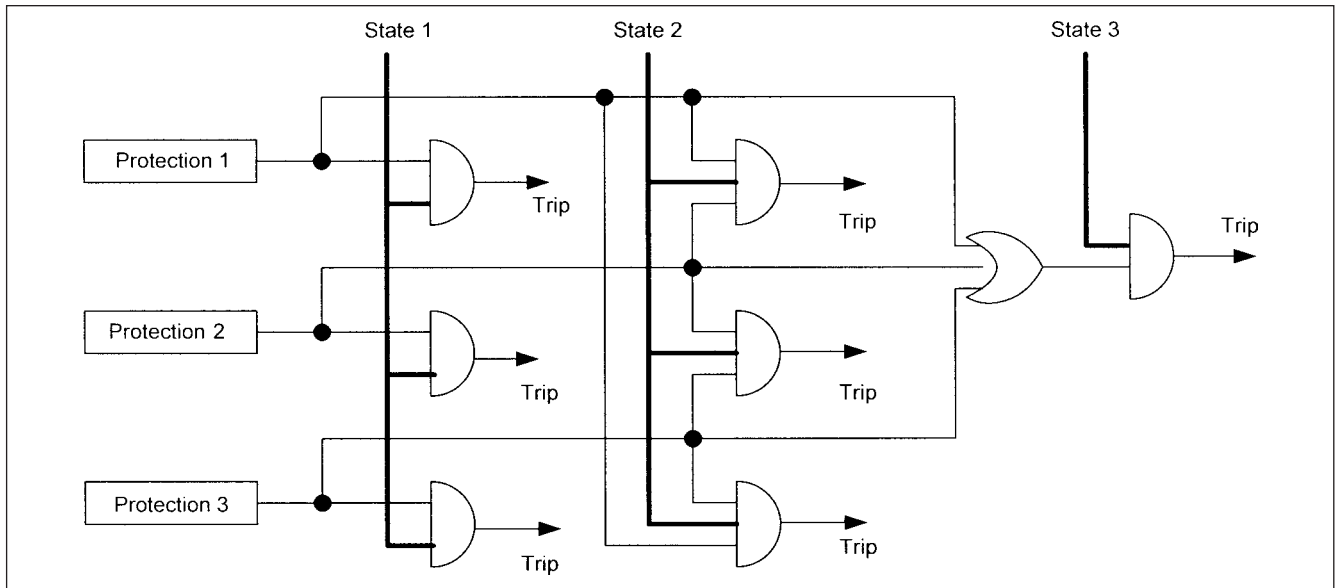 State 1
State 2
State 3
Protection 1
Trip
Trip
Trip
Protection 2
Trip
Trip
Protection 3
Trip
Trip